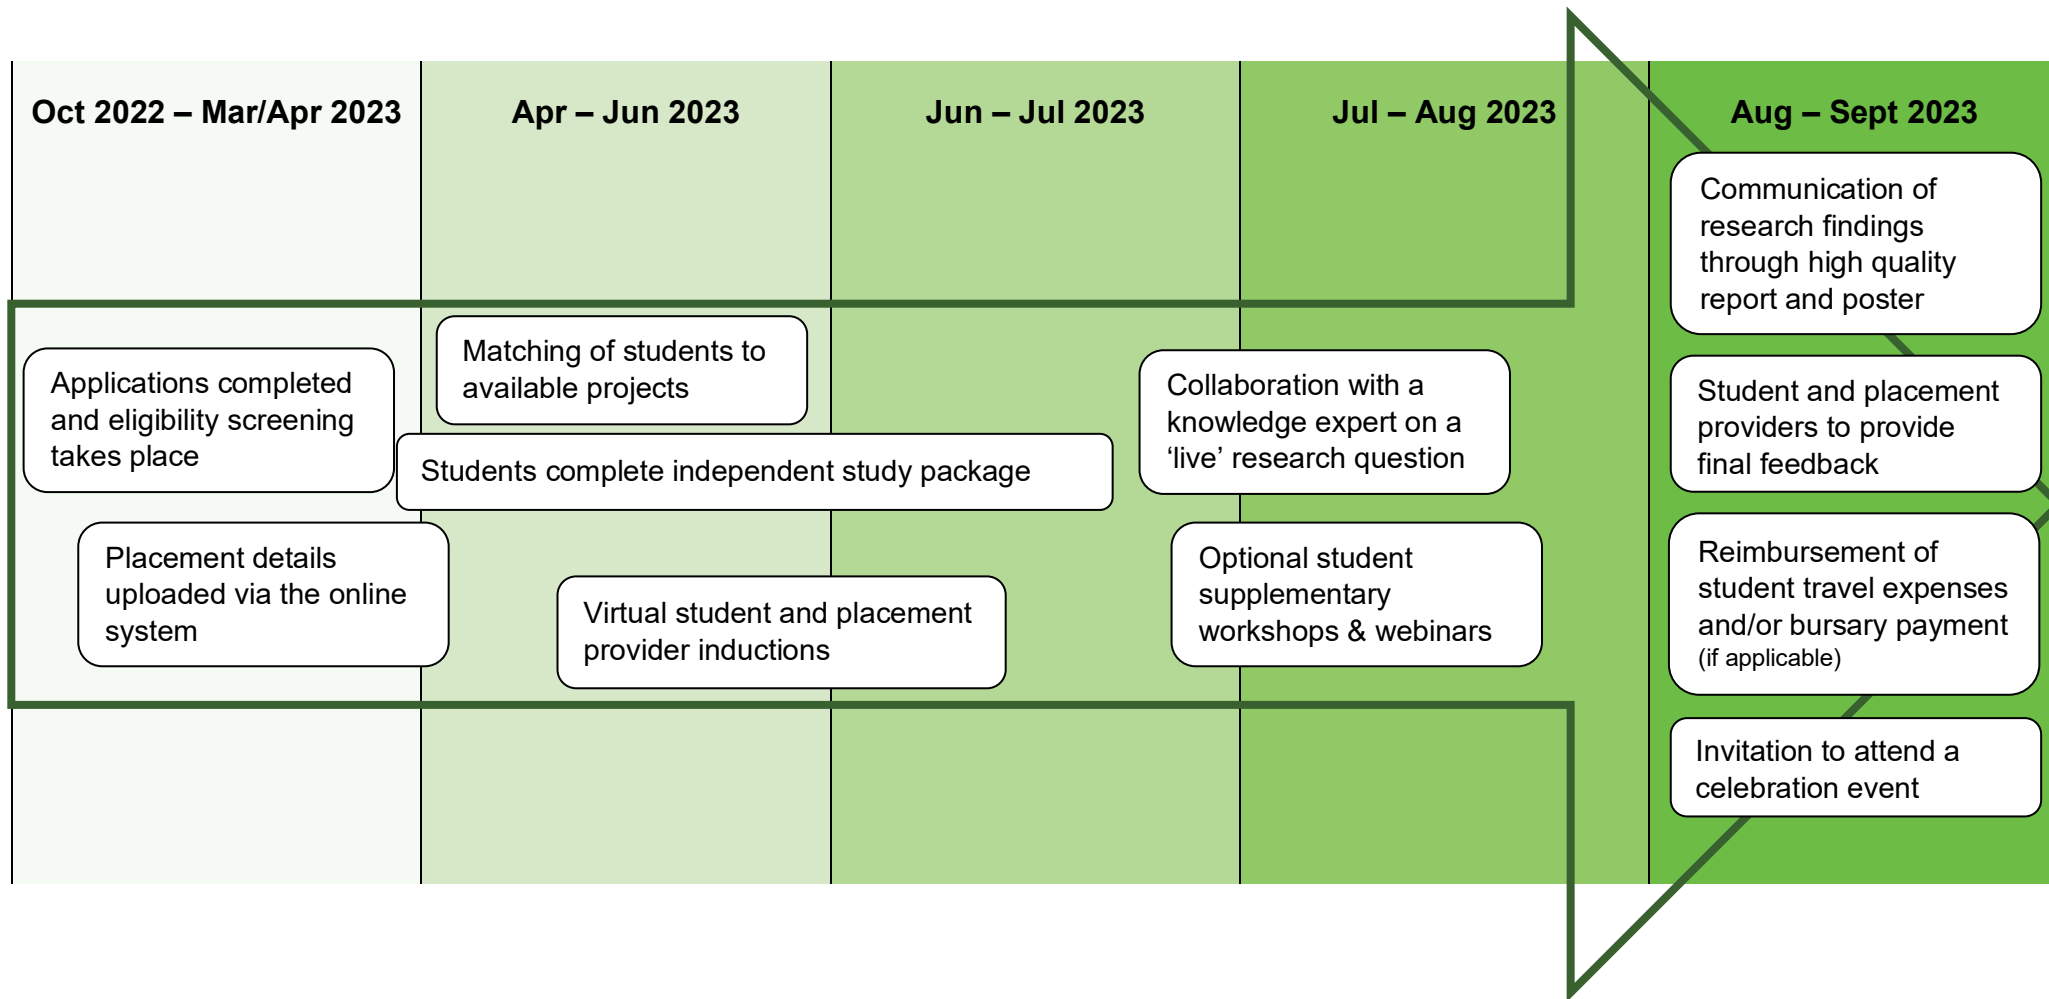 Oct 2022 – Mar/Apr 2023
Apr – Jun 2023
Jun – Jul 2023
Jul – Aug 2023
Aug – Sept 2023
Applications completed
and eligibility screening
takes place
Placement details
uploaded via the online
system
Matching of students to
available projects
Students complete independent study package
Virtual student and placement
provider inductions
Collaboration with a
knowledge expert on a
‘live’ research question
Optional student
supplementary
workshops & webinars
Communication of
research findings
through high quality
report and poster
Student and placement
providers to provide
final feedback
Reimbursement of
student travel expenses
and/or bursary payment
(if applicable)
Invitation to attend a
celebration event